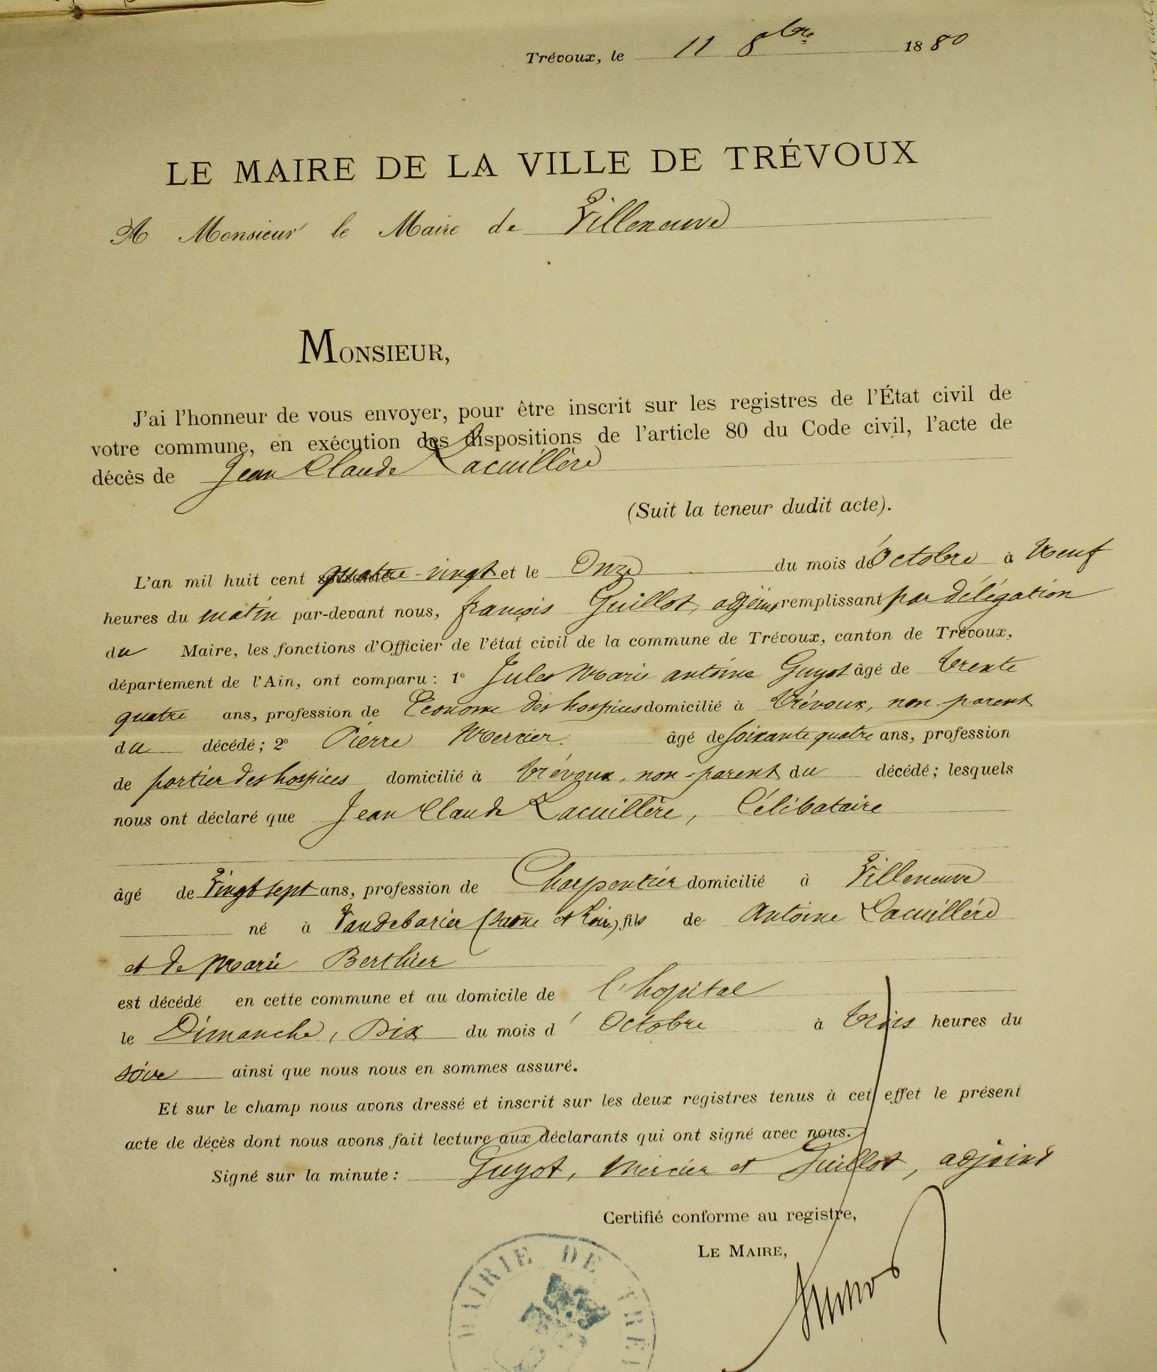 Trévoux, le 11 8bre 1880
LE MAIRE DE LA VILLE DE TRÉVOUX
A Monsieur le Maire de Villeneuve
MONSIEUR,
J'ai l'honneur de vous envoyer, pour être inscrit sur les registres de l'État civil de
votre commune, en exécution des dispositions de l'article 80 du Code civil, l'acte de
décès de Jean Claude Lacuillère
(Suit la teneur dudit acte).
L'an mil huit cent quatre-vingt et le Onze du mois d'Octobre à Neuf
heures du matin par-devant nous, françois Guillot, adjoint remplissant par délégation
du Maire, les fonctions d'Officier de l'état civil de la commune de Trévoux, canton de Trévoux,
département de l'Ain, ont comparu : 1° Jules Marie antoine Guyot âgé de Trente
quatre ans, profession de Econome des hospices domicilié à Trévoux, non-parent
du décédé ; 2° Pierre Mercier âgé de soixante quatre ans, profession
de portier des hospices domicilié à Trévoux, non-parent du décédé ; lesquels
nous ont déclaré que Jean Claude Lacuillère, Célibataire
âgé de Vingt sept ans, profession de Charpentier domicilié à Villeneuve
né à Vaudebarier (Saône et Loire), fils de Antoine Lacuillère
et de Marie Berthier
est décédé en cette commune et au domicile de l'hopital
le Dimanche, Dix du mois d'Octobre à Trois heures du
soir ainsi que nous nous en sommes assuré.
Et sur le champ nous avons dressé et inscrit sur les deux registres tenus à cet effet le présent
acte de décès dont nous avons fait lecture aux déclarants qui ont signé avec nous.
Signé sur la minute : Guyot, Mercier et Guillot, adjoint
Certifié conforme au registre,
LE MAIRE,
MAIRIE DE TRÉ